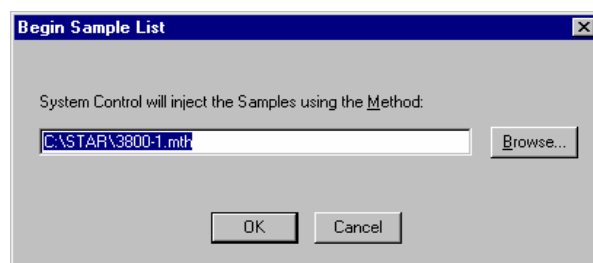 Begin Sample List
System Control will inject the Samples using the Method:
C:\STAR\3800-1.mth
Browse...
OK
Cancel